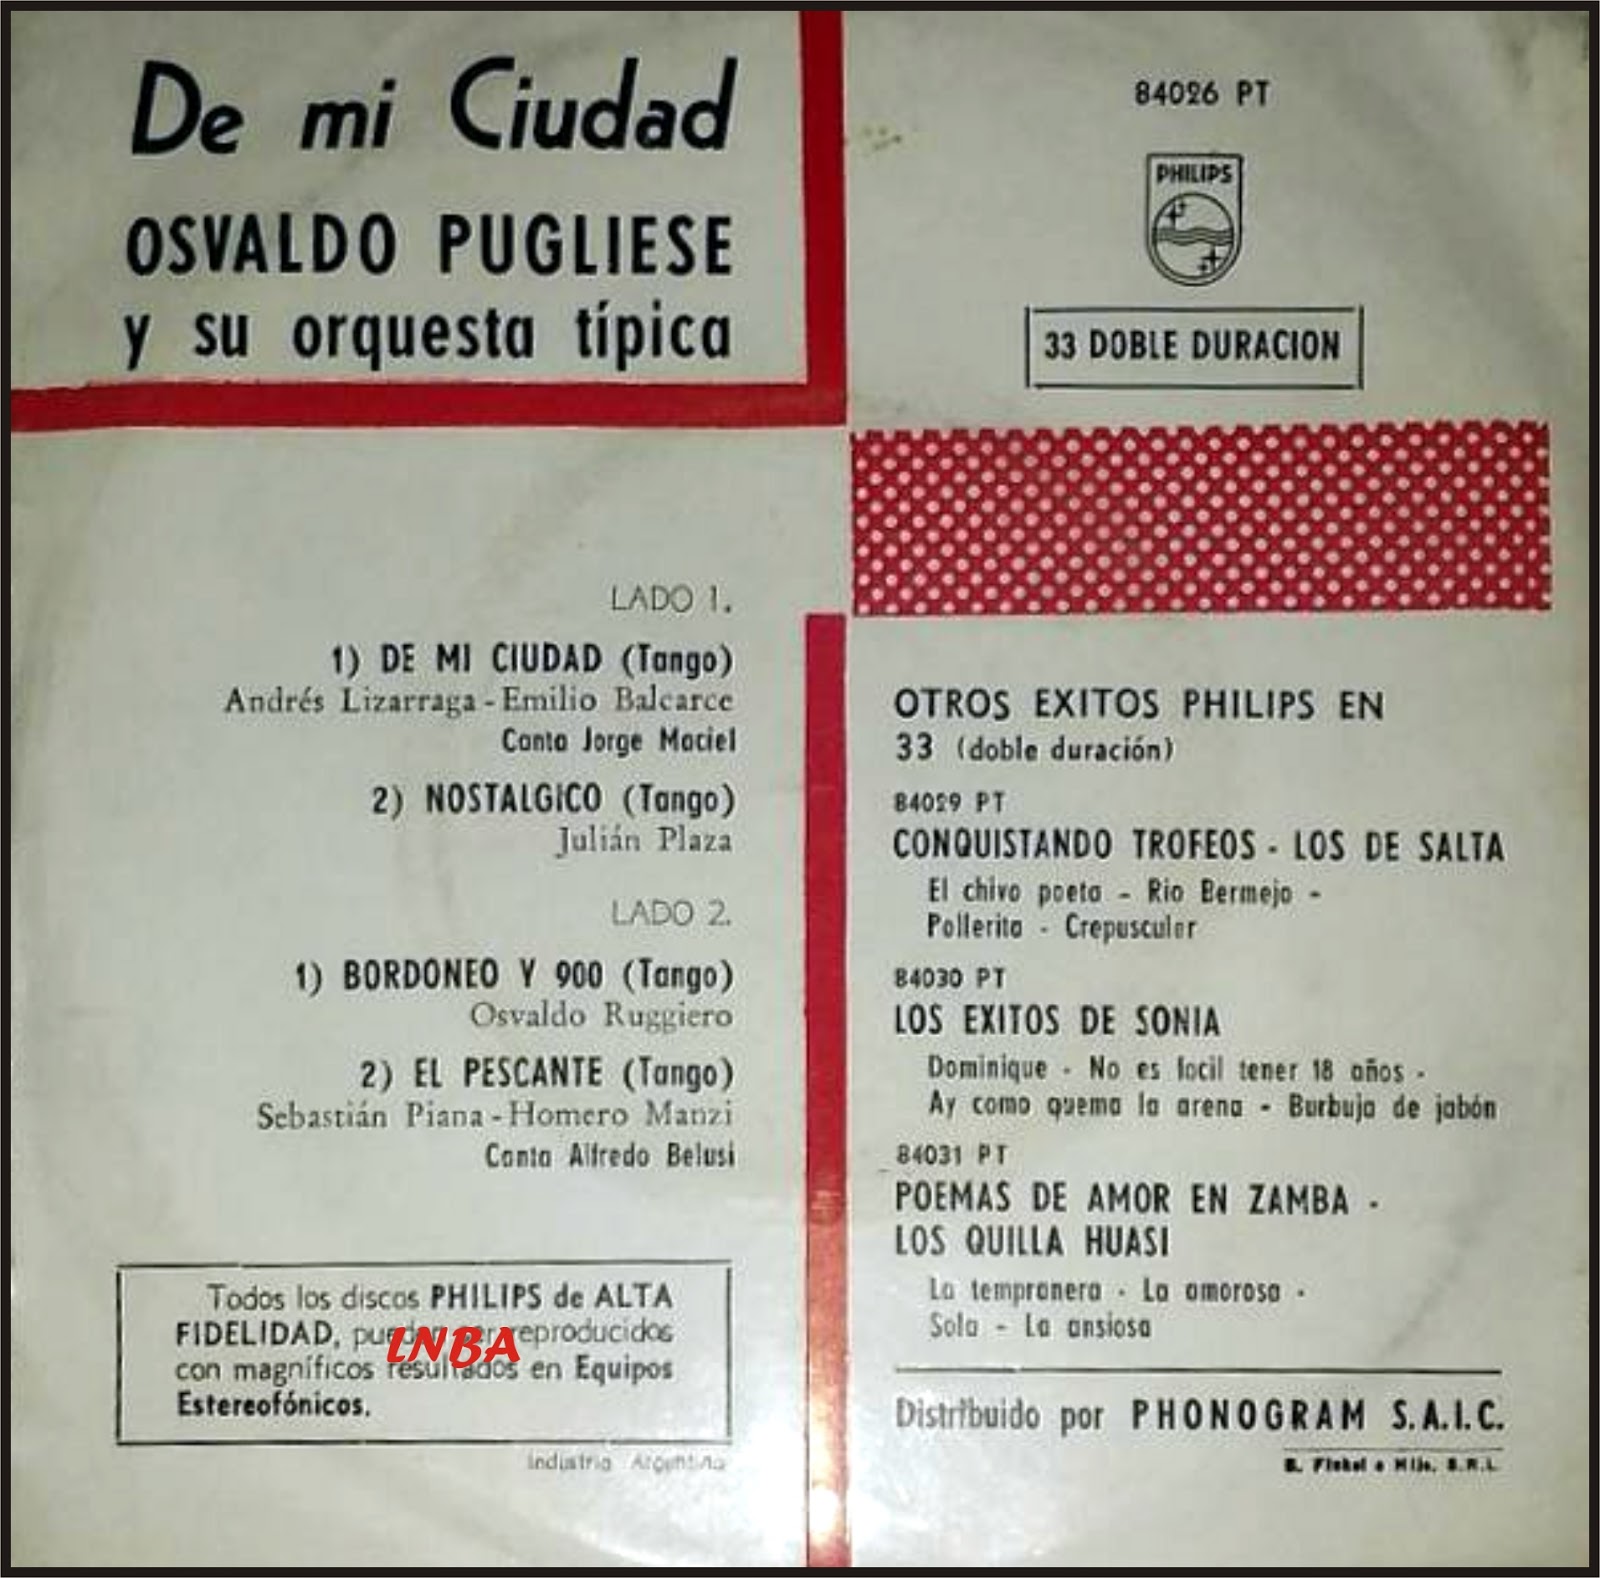 De mi Ciudad
OSVALDO PUGLIESE
y su orquesta típica
84026 PT
PHILIPS
33 DOBLE DURACION
LADO 1.
1) DE MI CIUDAD (Tango)
Andrés Lizarraga - Emilio Balcarce
Canta Jorge Maciel
2) NOSTALGICO (Tango)
Julián Plaza
LADO 2.
1) BORDONEO Y 900 (Tango)
Osvaldo Ruggiero
2) EL PESCANTE (Tango)
Sebastián Piana - Homero Manzi
Canta Alfredo Belusi
Todos los discos PHILIPS de ALTA
FIDELIDAD, pueden ser reproducidos
con magníficos resultados en Equipos
Estereofónicos.
LNBA
Industria Argentina
OTROS EXITOS PHILIPS EN
33 (doble duración)
84029 PT
CONQUISTANDO TROFEOS - LOS DE SALTA
El chivo poeta - Rio Bermejo -
Pollerita - Crepuscular
84030 PT
LOS EXITOS DE SONIA
Dominique - No es facil tener 18 años -
Ay como quema la arena - Burbuja de jabón
84031 PT
POEMAS DE AMOR EN ZAMBA -
LOS QUILLA HUASI
La tempranera - La amorosa -
Sola - La ansiosa
Distribuido por PHONOGRAM S.A.I.C.
e Hijo. S.R.L.